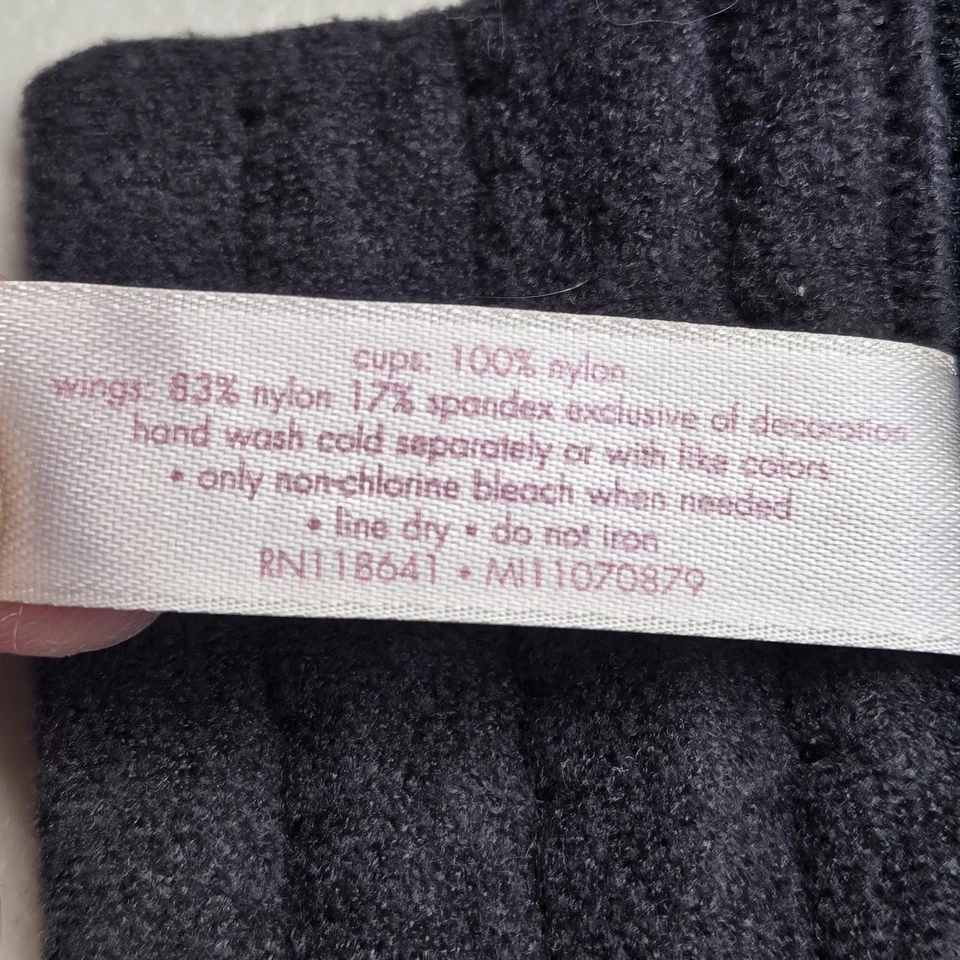 cups: 100% nylon
wings: 83% nylon 17% spandex exclusive of decoration
hand wash cold separately or with like colors
• only non-chlorine bleach when needed
• line dry • do not iron
RN118641 • MI11070879